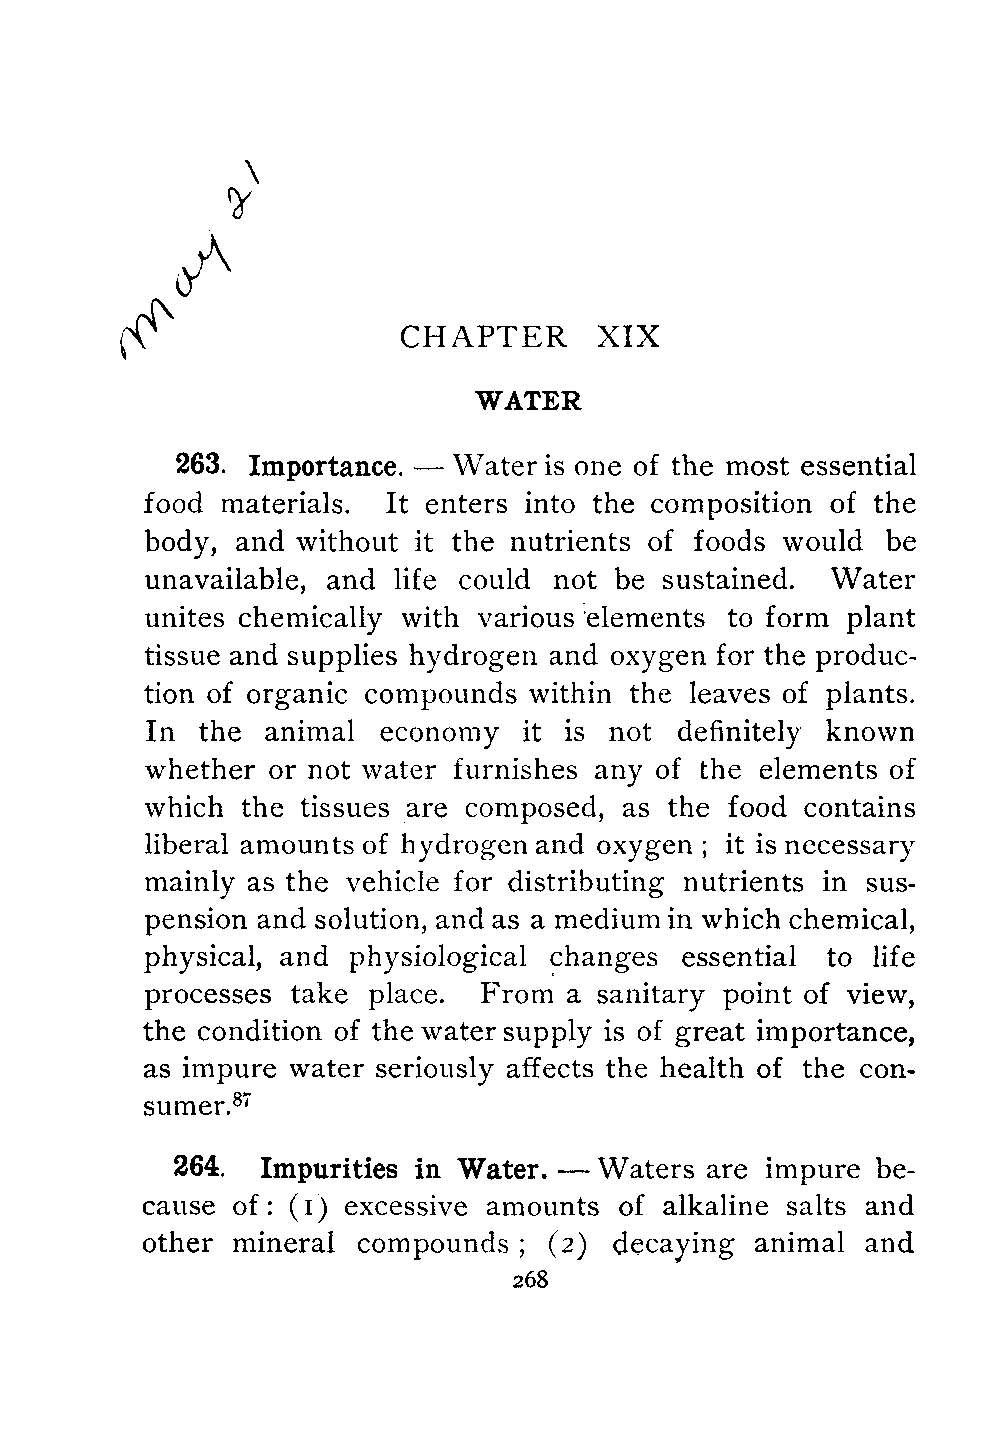 May 21
CHAPTER XIX
WATER
263. Importance. — Water is one of the most essential
food materials. It enters into the composition of the
body, and without it the nutrients of foods would be
unavailable, and life could not be sustained. Water
unites chemically with various elements to form plant
tissue and supplies hydrogen and oxygen for the produc-
tion of organic compounds within the leaves of plants.
In the animal economy it is not definitely known
whether or not water furnishes any of the elements of
which the tissues are composed, as the food contains
liberal amounts of hydrogen and oxygen; it is necessary
mainly as the vehicle for distributing nutrients in sus-
pension and solution, and as a medium in which chemical,
physical, and physiological changes essential to life
processes take place. From a sanitary point of view,
the condition of the water supply is of great importance,
as impure water seriously affects the health of the con-
sumer.⁸⁷
264. Impurities in Water. — Waters are impure be-
cause of: (1) excessive amounts of alkaline salts and
other mineral compounds; (2) decaying animal and
268